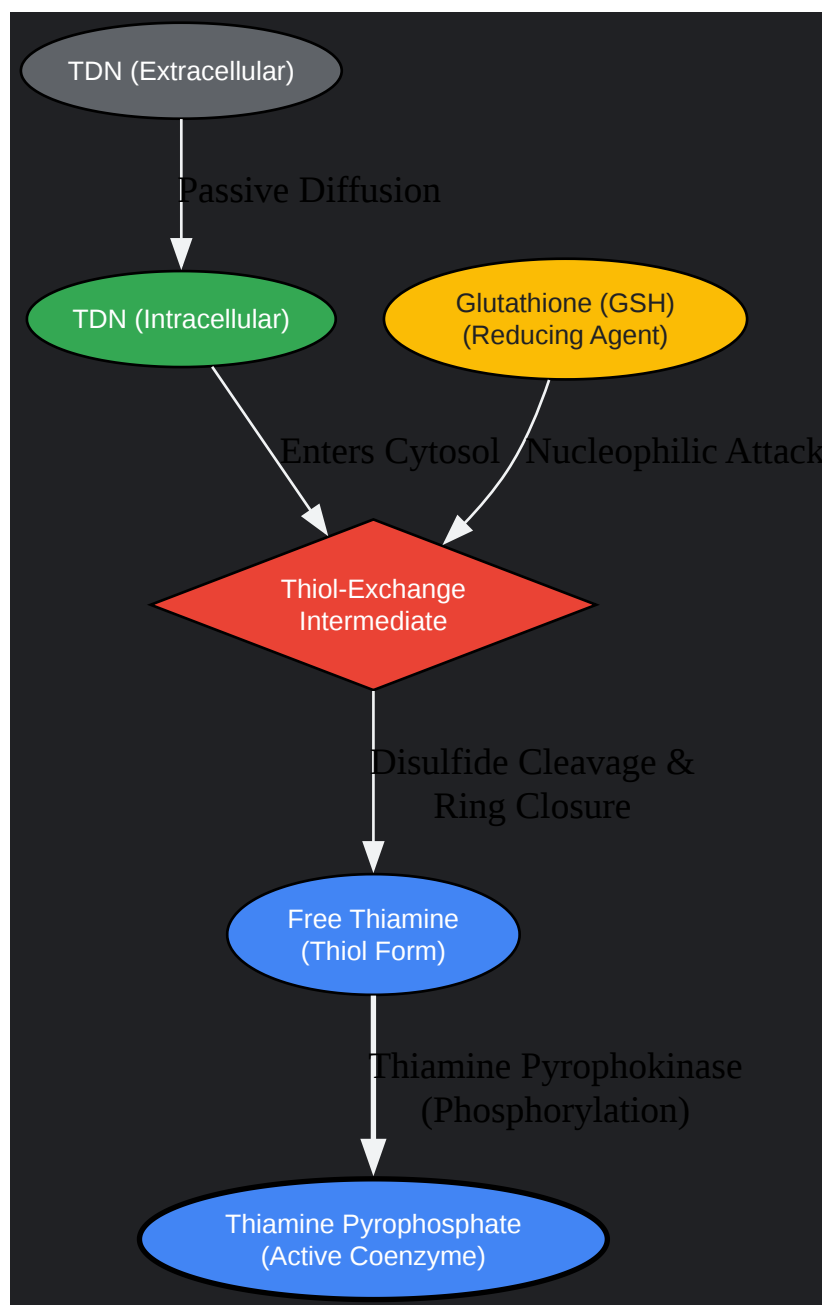 TDN (Extracellular)
Passive Diffusion
TDN (Intracellular)
Glutathione (GSH)
(Reducing Agent)
Enters Cytosol
Nucleophilic Attack
Thiol-Exchange
Intermediate
Disulfide Cleavage &
Ring Closure
Free Thiamine
(Thiol Form)
Thiamine Pyrophokinase
(Phosphorylation)
Thiamine Pyrophosphate
(Active Coenzyme)